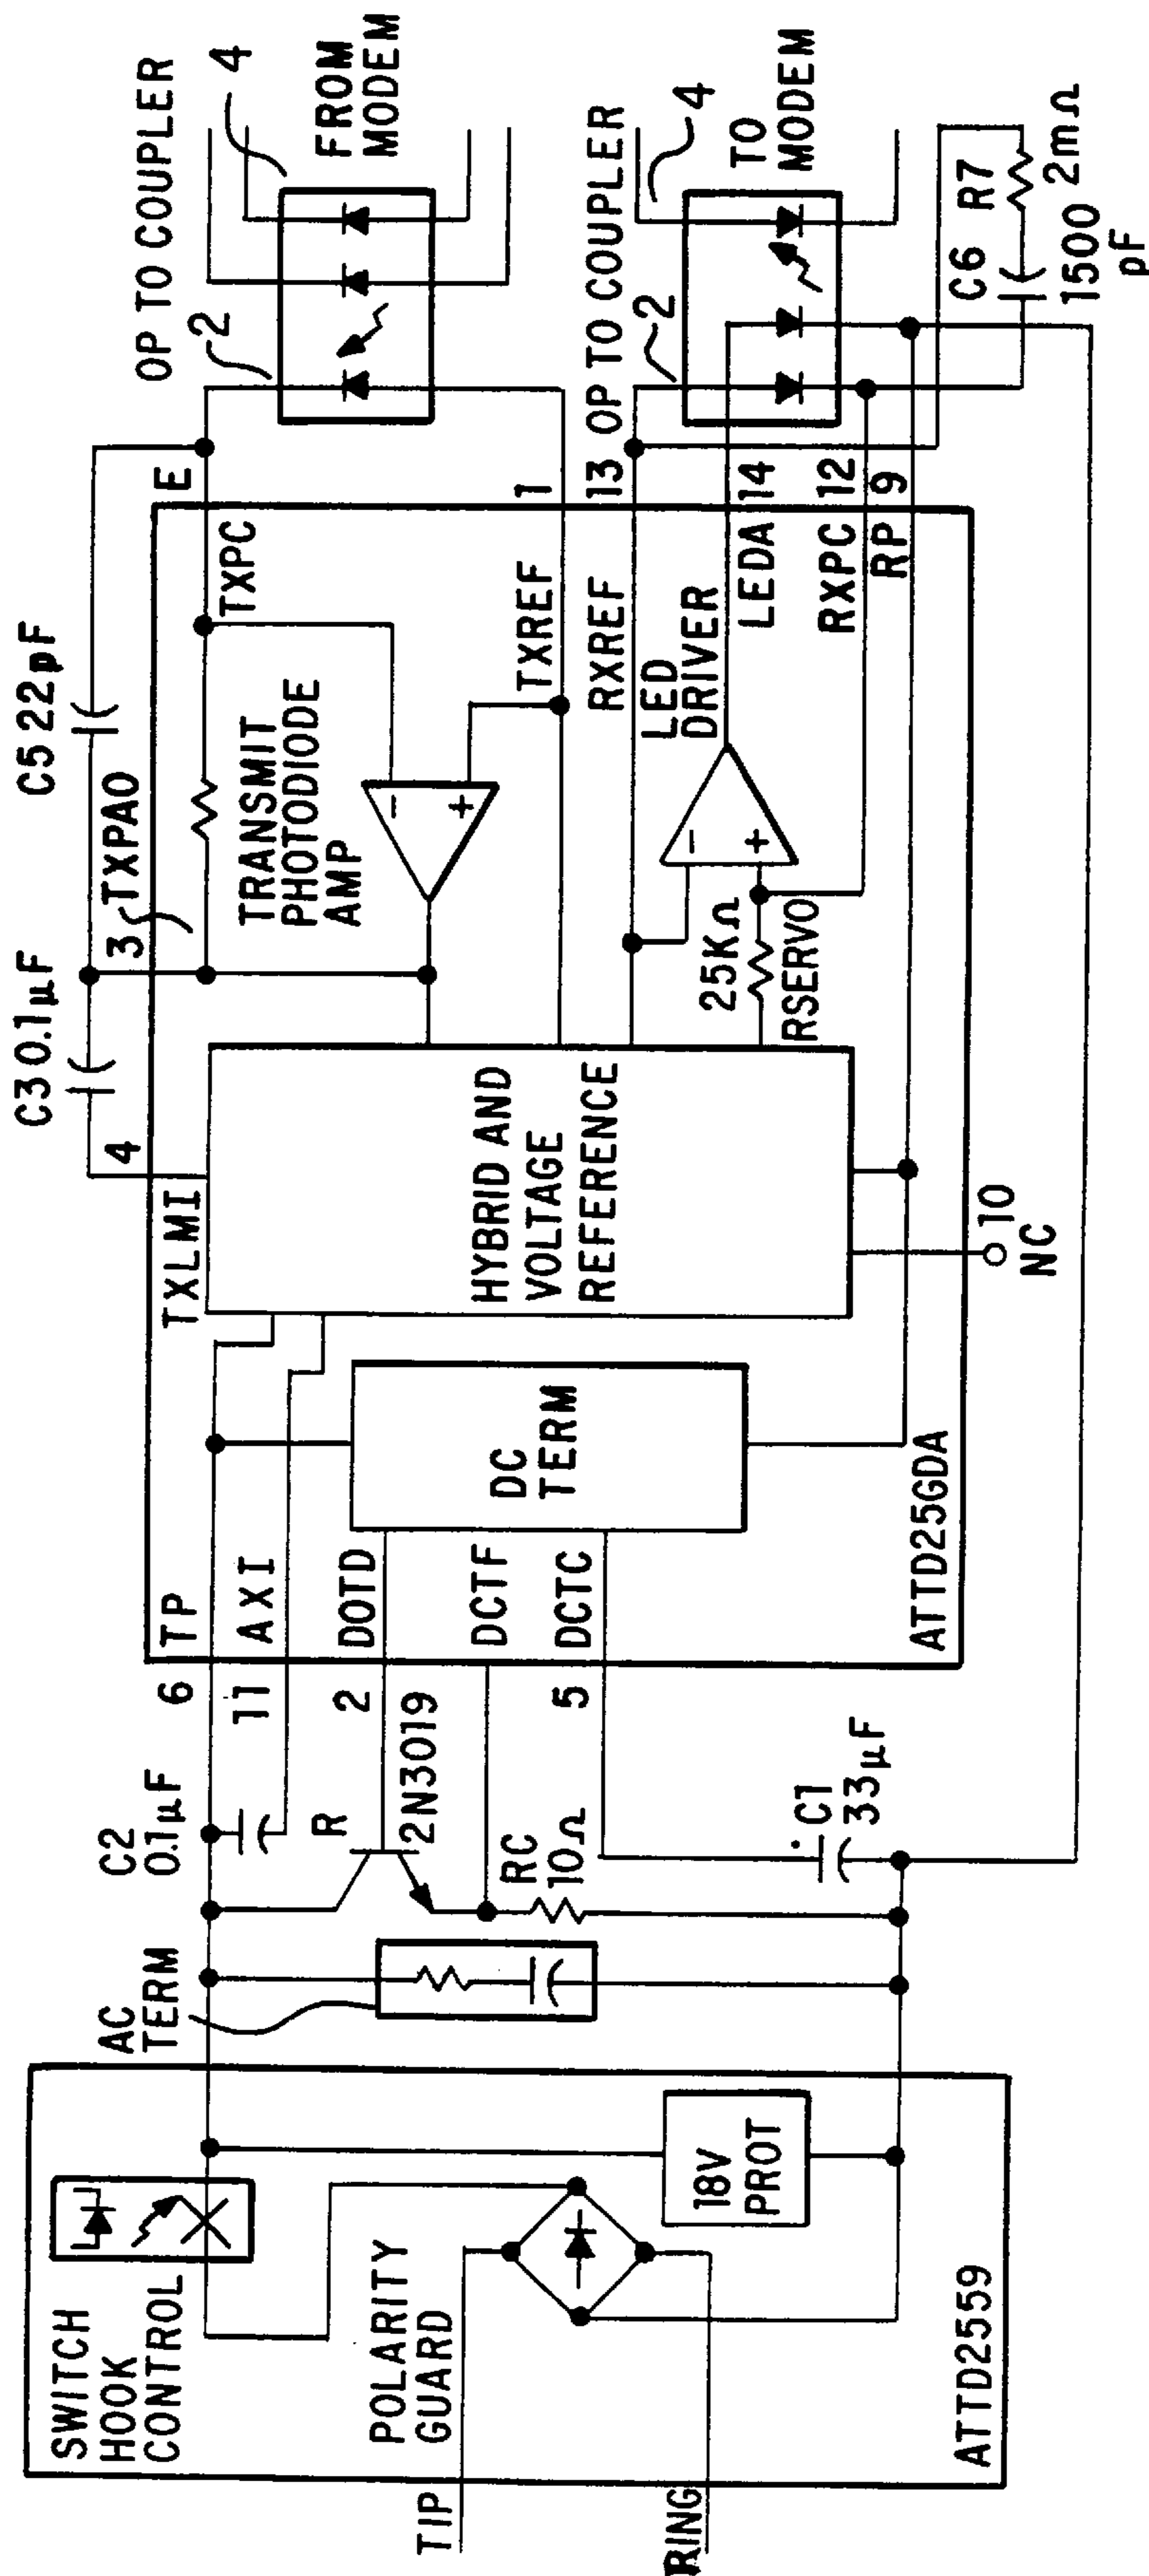 SWITCH
HOOK
CONTROL
TIP
RING
POLARITY
GUARD
18V
PROT
ATTD2559
AC
TERM
C2
0.1µF
R
2N3019
RC
10Ω
C1
33µF
6
TP
11
AXI
2
DOTD
DCTF
5
DCTC
DC
TERM
ATTD25GDA
C3 0.1µF
4
TXLMI
HYBRID AND
VOLTAGE
REFERENCE
10
NC
3
TXPAO
C5 22pF
TRANSMIT
PHOTODIODE
AMP
-
+
TXPC
E
TXREF
1
RXREF
13
25KΩ
RSERVO
-
+
LED
DRIVER
LEDA 14
RXPC 12
RP 9
OP TO COUPLER
2
4
FROM
MODEM
OP TO COUPLER
2
4
TO
MODEM
C6
1500
pF
R7
2mΩ